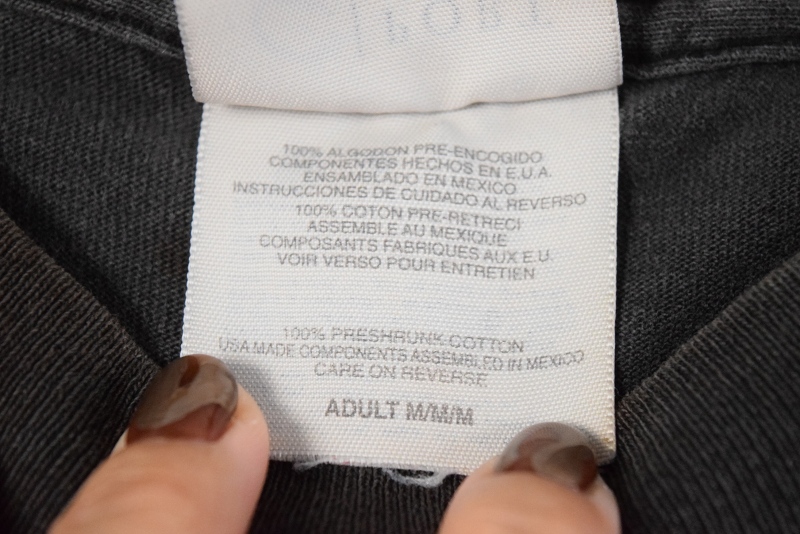 100% ALGODON PRE-ENCOGIDO
COMPONENTES HECHOS EN E.U.A.
ENSAMBLADO EN MEXICO
INSTRUCCIONES DE CUIDADO AL REVERSO
100% COTON PRE-RETRECI
ASSEMBLE AU MEXIQUE
COMPOSANTS FABRIQUES AUX E.U.
VOIR VERSO POUR ENTRETIEN
100% PRESHRUNK COTTON
USA MADE COMPONENTS ASSEMBLED IN MEXICO
CARE ON REVERSE
ADULT M/M/M